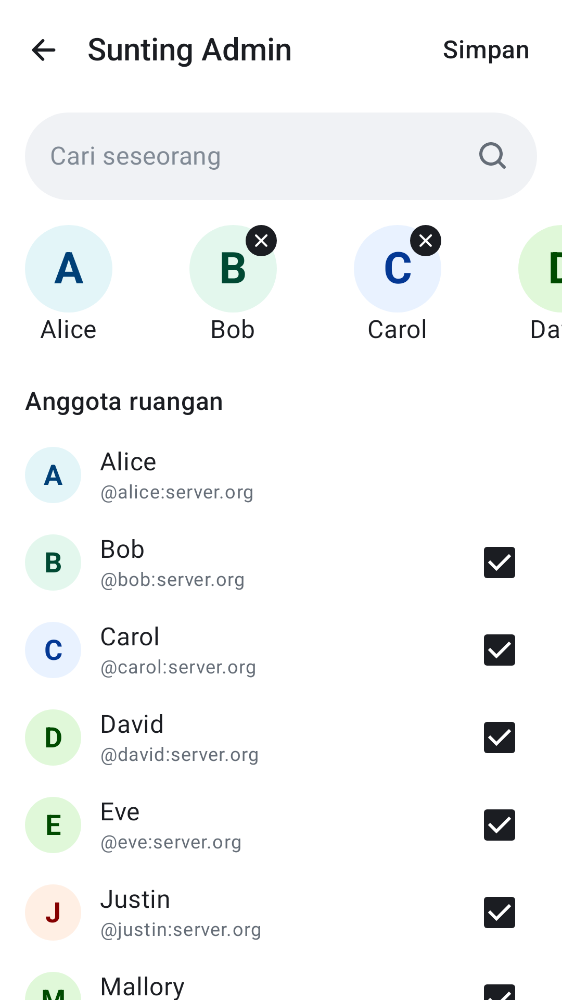 Sunting Admin
Simpan
Cari seseorang
A
B
C
D
Alice
Bob
Carol
Da
Anggota ruangan
A
Alice
@alice:server.org
B
Bob
@bob:server.org
C
Carol
@carol:server.org
D
David
@david:server.org
E
Eve
@eve:server.org
J
Justin
@justin:server.org
M
Mallory